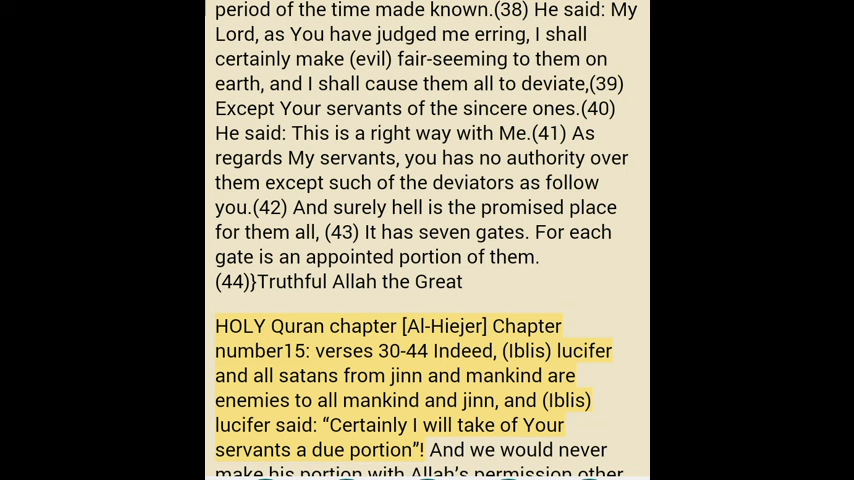 period of the time made known.(38) He said: My
Lord, as You have judged me erring, I shall
certainly make (evil) fair-seeming to them on
earth, and I shall cause them all to deviate,(39)
Except Your servants of the sincere ones.(40)
He said: This is a right way with Me.(41) As
regards My servants, you has no authority over
them except such of the deviators as follow
you.(42) And surely hell is the promised place
for them all, (43) It has seven gates. For each
gate is an appointed portion of them.
(44)}Truthful Allah the Great
HOLY Quran chapter [Al-Hiejer] Chapter
number15: verses 30-44 Indeed, (Iblis) lucifer
and all satans from jinn and mankind are
enemies to all mankind and jinn, and (Iblis)
lucifer said: “Certainly I will take of Your
servants a due portion”! And we would never
make his portion with Allah’s permission other